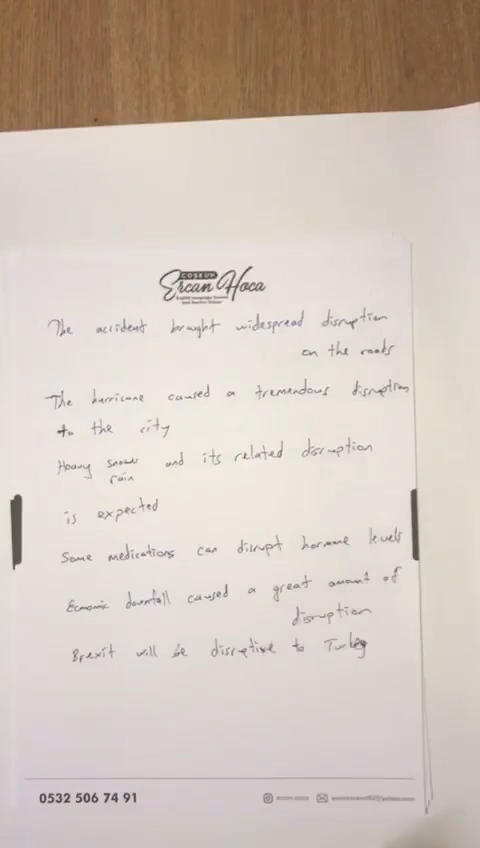 COŞKUN
Ercan Hoca
The accident brought widespread disruption
on the roads
The hurricane caused a tremendous disruption
to the city
Heavy snow and its related disruption
rain
is expected
Some medications can disrupt hormone levels
Economic downfall caused a great amount of
disruption
Brexit will be disruptive to Turkey
0532 506 74 91